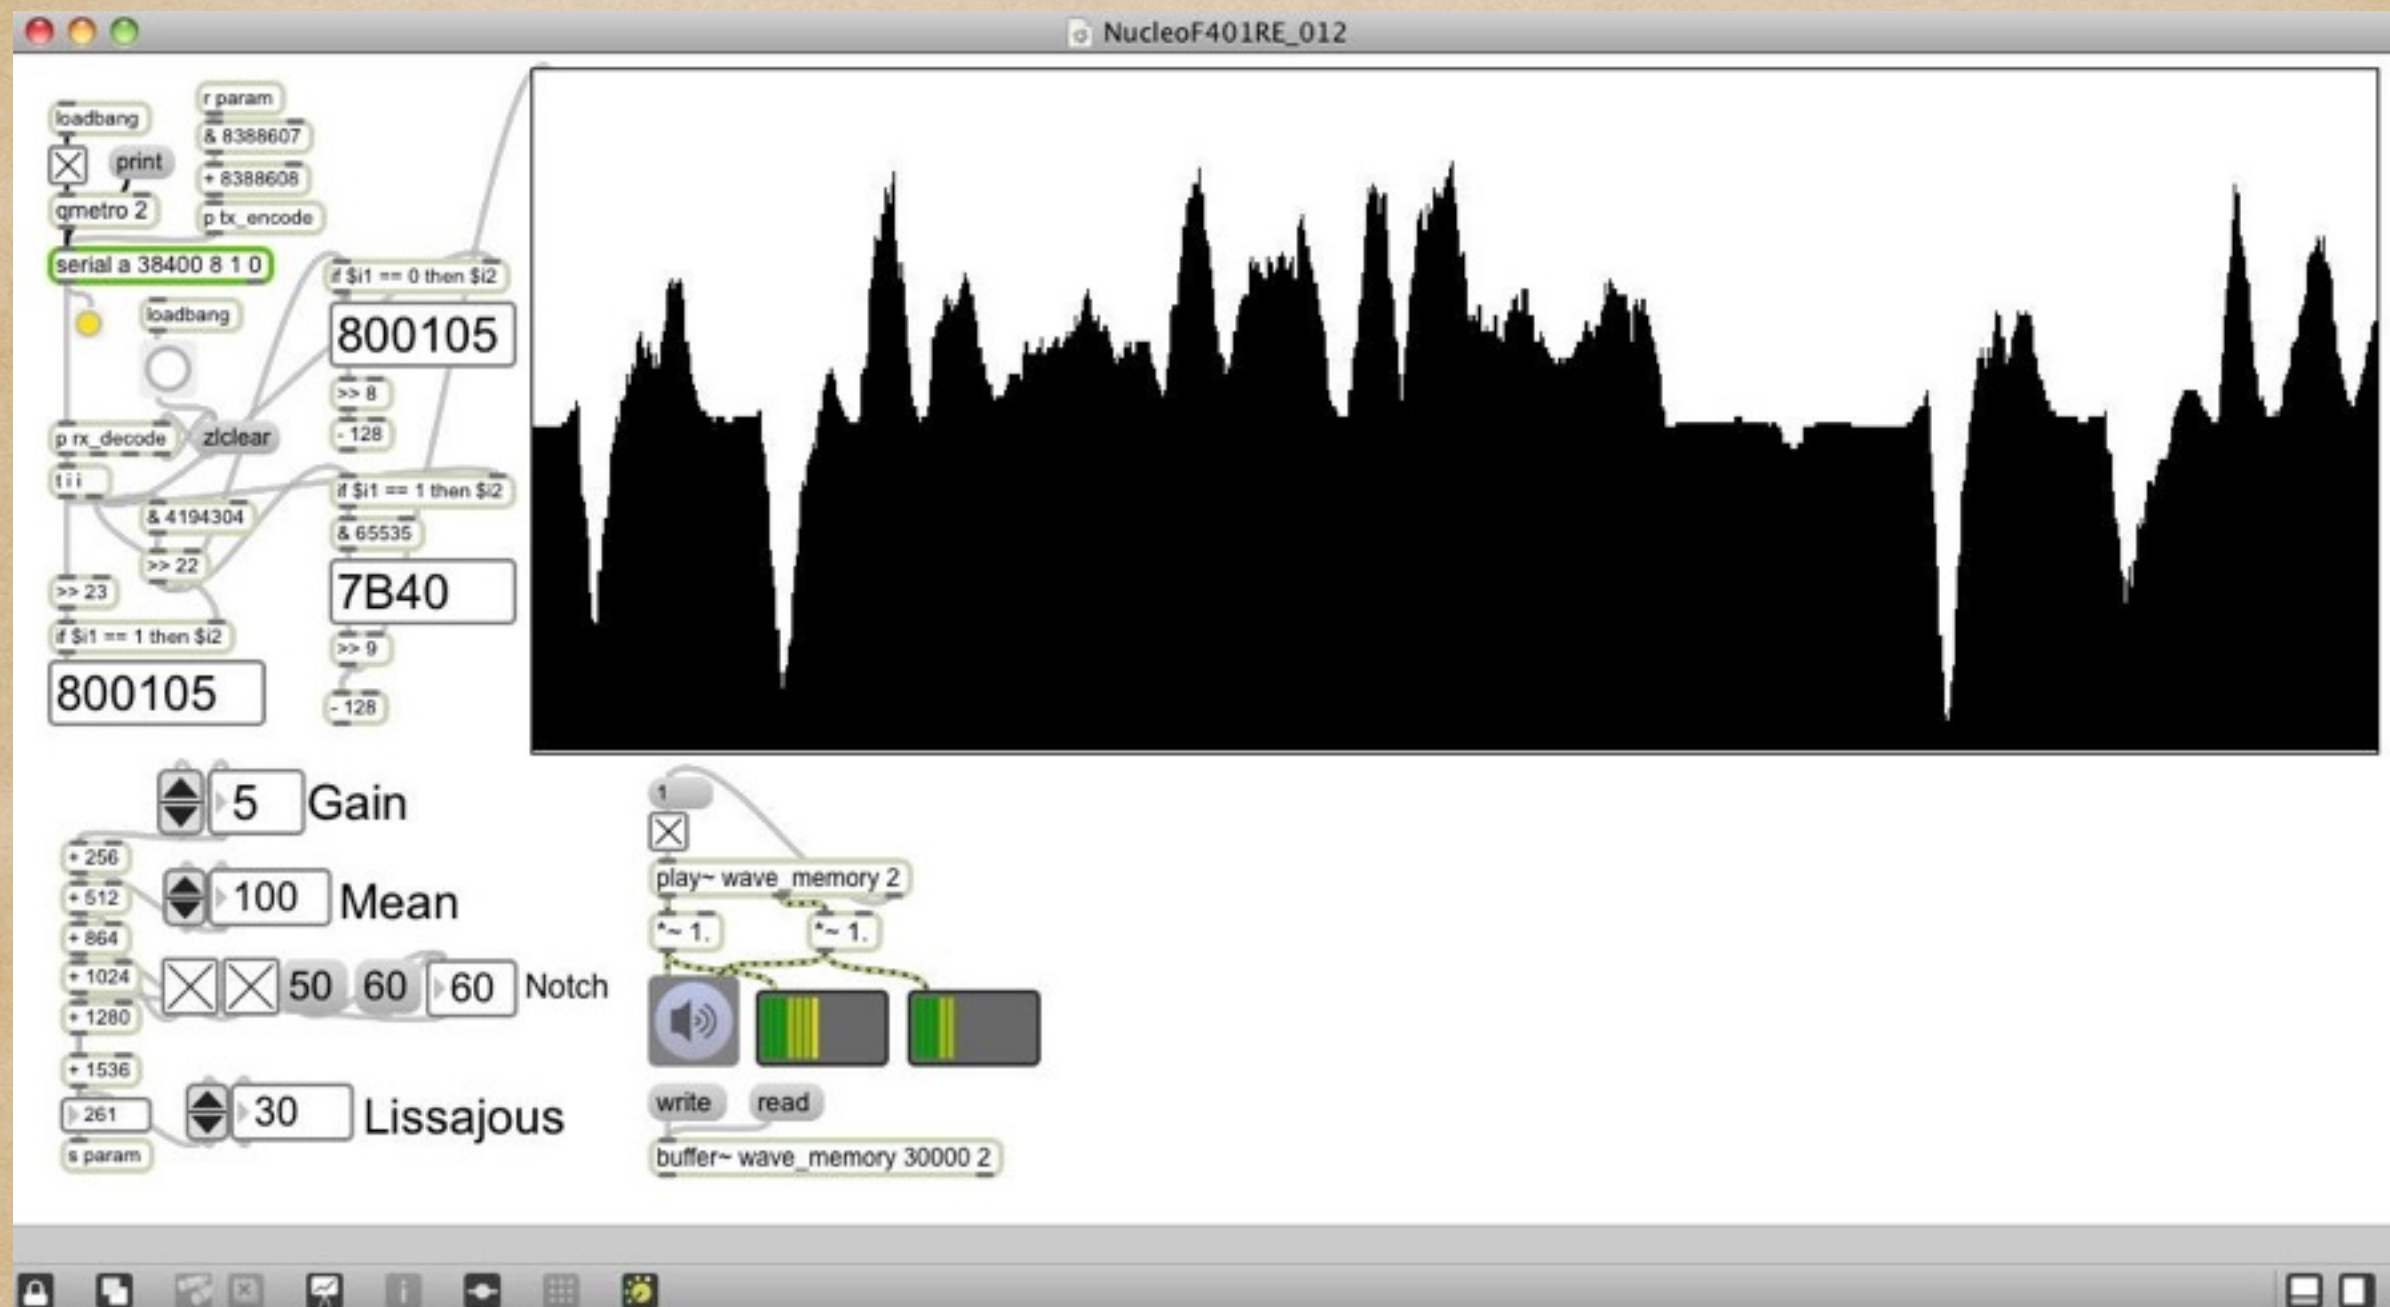 NucleoF401RE_012
loadbang
r param
& 8388607
print
+ 8388608
qmetro 2
p tx_encode
serial a 38400 8 1 0
if $i1 == 0 then $i2
loadbang
800105
>> 8
- 128
p rx_decode
zlclear
t i i
if $i1 == 1 then $i2
& 4194304
& 65535
>> 22
>> 23
7B40
if $i1 == 1 then $i2
>> 9
800105
- 128
5 Gain
+ 256
+ 512
100 Mean
+ 864
+ 1024
50 60 60 Notch
+ 1280
+ 1536
261
30 Lissajous
s param
1
play~ wave_memory 2
*~ 1. *~ 1.
write read
buffer~ wave_memory 30000 2